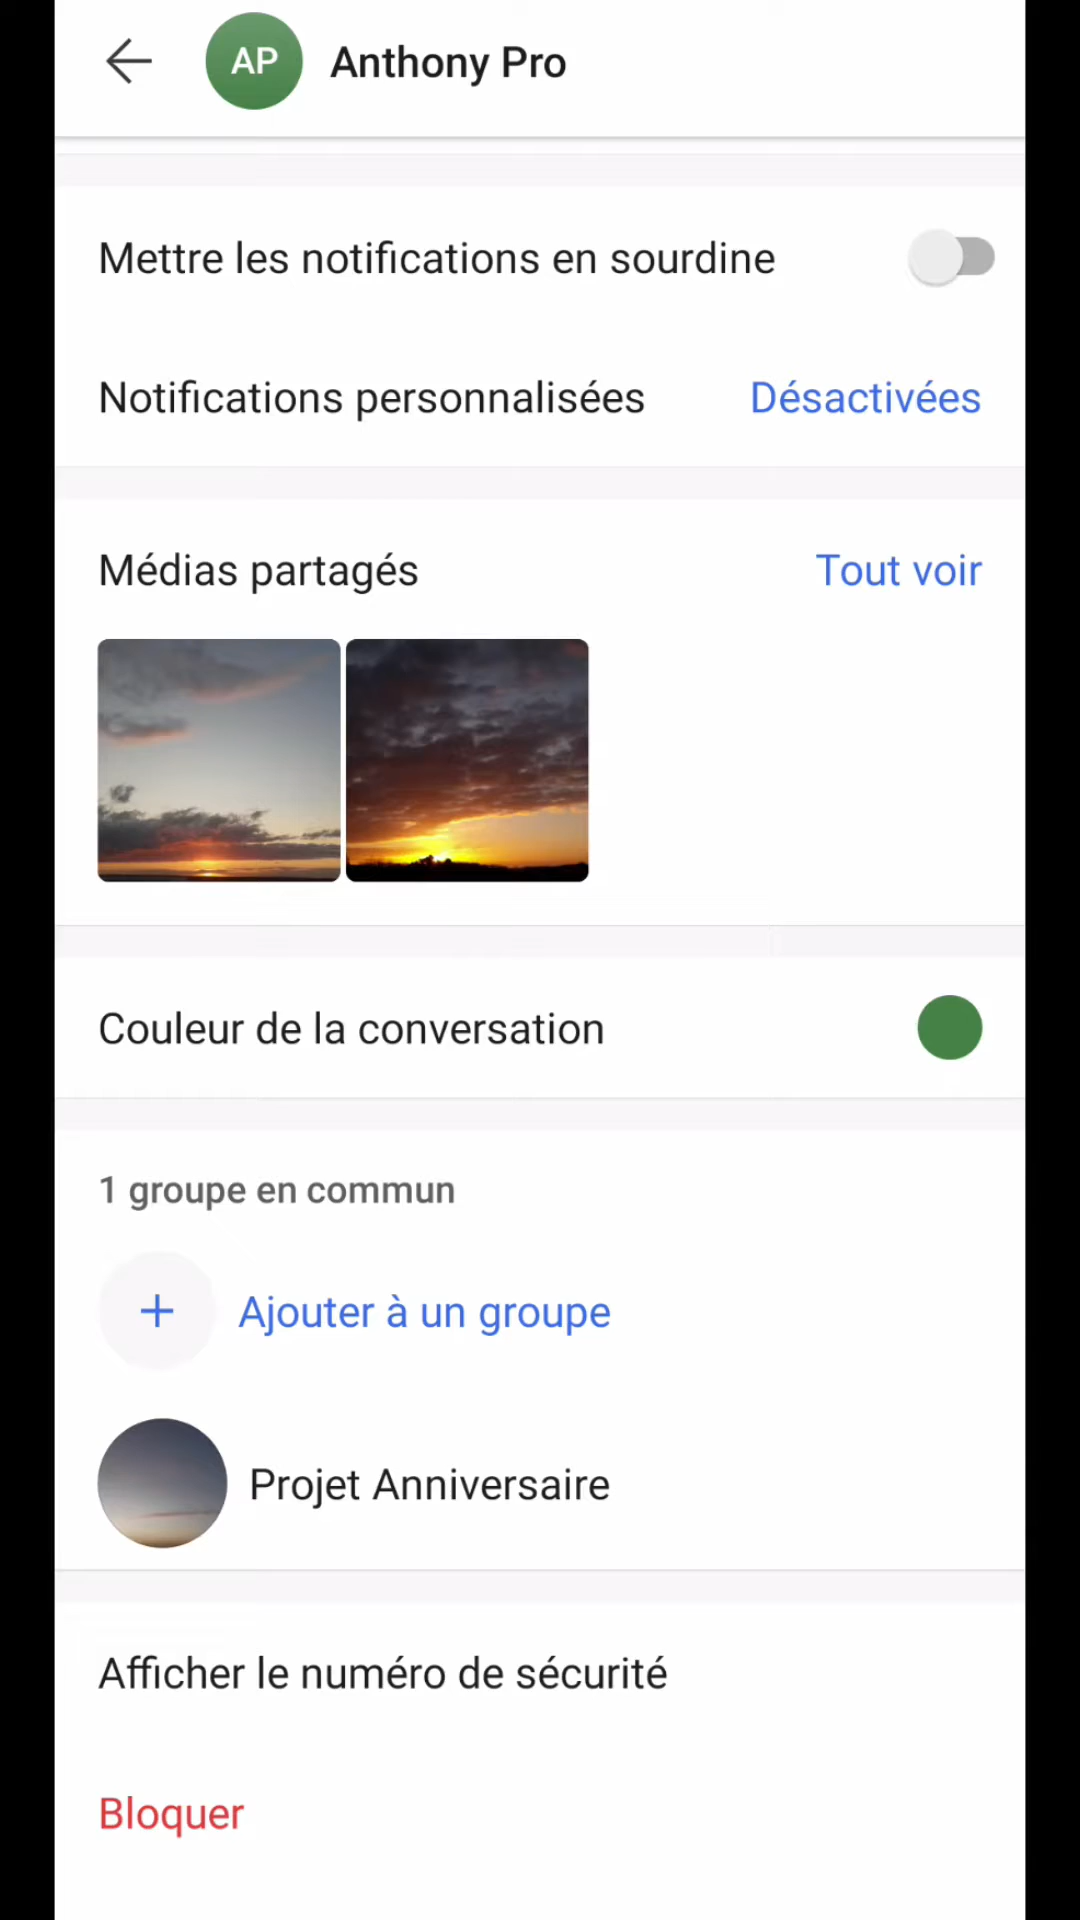 AP
Anthony Pro
Mettre les notifications en sourdine
Notifications personnalisées
Désactivées
Médias partagés
Tout voir
Couleur de la conversation
1 groupe en commun
Ajouter à un groupe
Projet Anniversaire
Afficher le numéro de sécurité
Bloquer